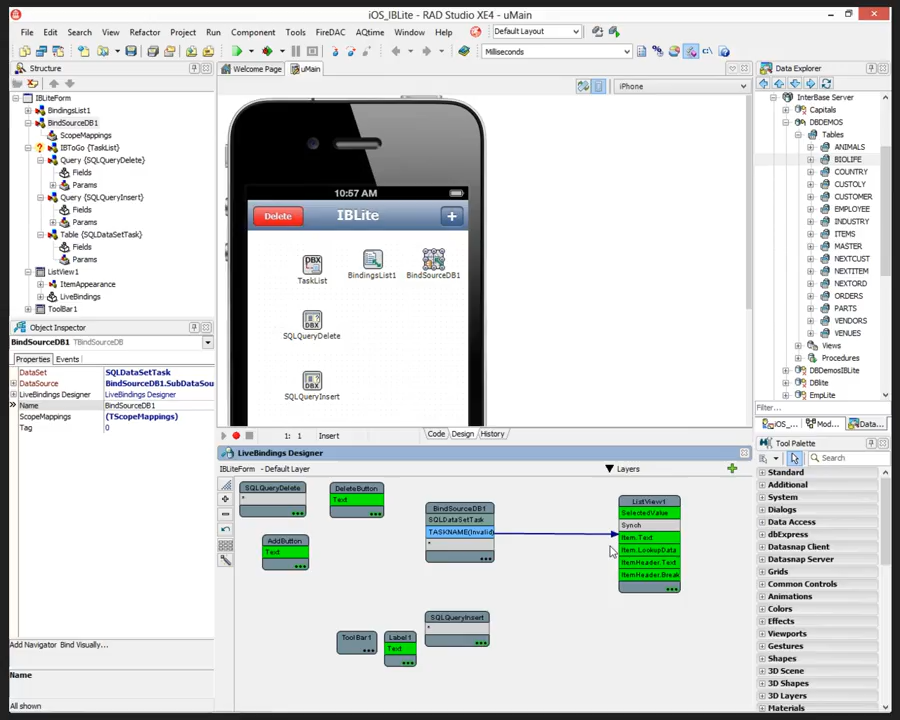 iOS_IBLite - RAD Studio XE4 - uMain
File Edit Search View Refactor Project Run Component Tools FireDAC AQtime Window Help
Default Layout
Milliseconds
Structure
IBLiteForm
BindingsList1
BindSourceDB1
ScopeMappings
IBToGo {TaskList}
Query {SQLQueryDelete}
Fields
Params
Query {SQLQueryInsert}
Fields
Params
Table {SQLDataSetTask}
Fields
Params
ListView1
ItemAppearance
LiveBindings
ToolBar1
Object Inspector
BindSourceDB1 TBindSourceDB
Properties Events
DataSet SQLDataSetTask
DataSource BindSourceDB1.SubDataSou
LiveBindings Designer LiveBindings Designer
Name BindSourceDB1
ScopeMappings (TScopeMappings)
Tag 0
Add Navigator Bind Visually...
Name
All shown
Welcome Page uMain
iPhone
10:57 AM
Delete IBLite +
TaskList
BindingsList1
BindSourceDB1
SQLQueryDelete
SQLQueryInsert
1: 1 Insert
Code Design History
LiveBindings Designer
IBLiteForm - Default Layer
Layers
SQLQueryDelete
*
DeleteButton
Text
AddButton
Text
BindSourceDB1
SQLDataSetTask
TASKNAME(Invalid)
*
ListView1
SelectedValue
Synch
Item.Text
Item.LookupData
ItemHeader.Text
ItemHeader.Break
SQLQueryInsert
*
ToolBar1
Label1
Text
Data Explorer
InterBase Server
Capitals
DBDEMOS
Tables
ANIMALS
BIOLIFE
COUNTRY
CUSTOLY
CUSTOMER
EMPLOYEE
INDUSTRY
ITEMS
MASTER
NEXTCUST
NEXTITEM
NEXTORD
ORDERS
PARTS
VENDORS
VENUES
Views
Procedures
DBDemosIBLite
DBlite
EmpLite
Filter...
iOS_... Mod... Data...
Tool Palette
Search
Standard
Additional
System
Dialogs
Data Access
dbExpress
Datasnap Client
Datasnap Server
Grids
Common Controls
Animations
Colors
Effects
Viewports
Gestures
Shapes
3D Scene
3D Shapes
3D Layers
Materials